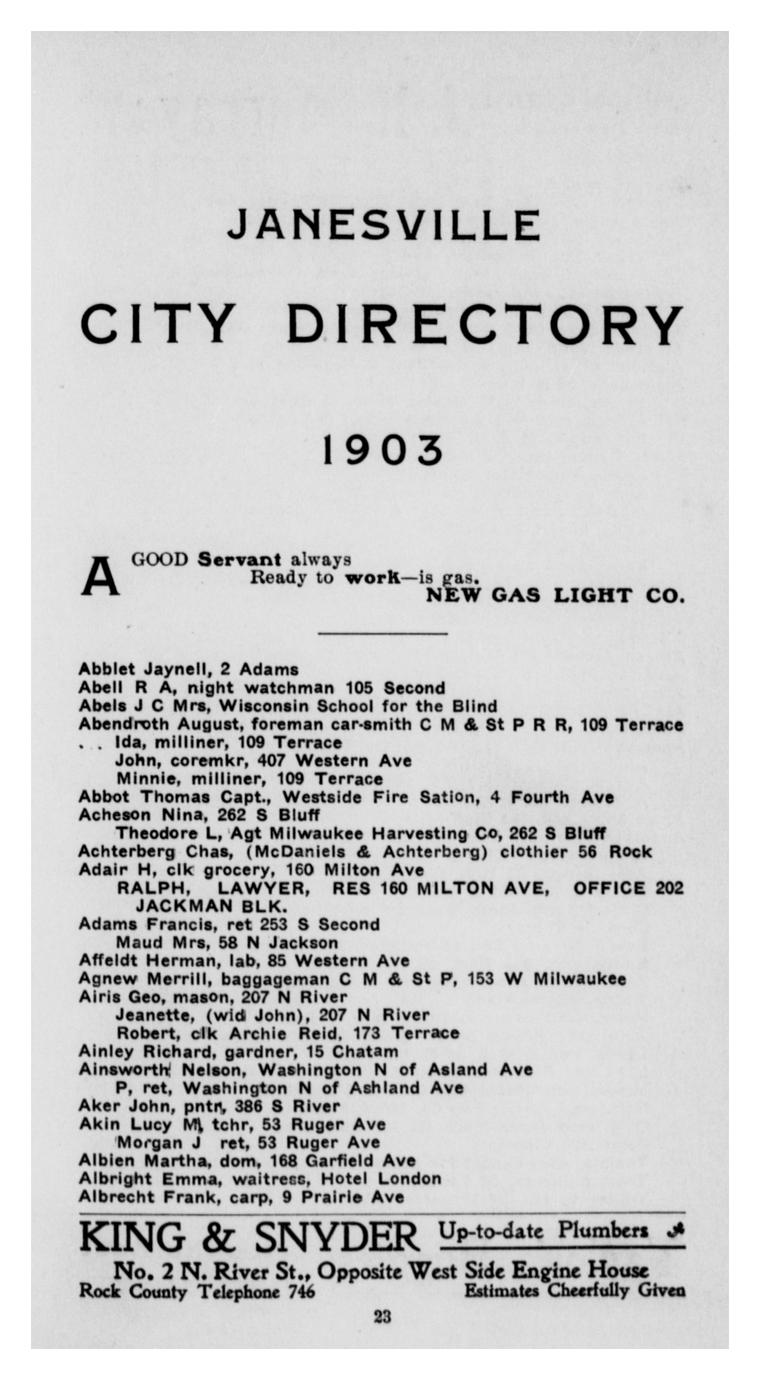 JANESVILLE
CITY DIRECTORY
1903
A GOOD Servant always
Ready to work—is gas.
NEW GAS LIGHT CO.
Abblet Jaynell, 2 Adams
Abell R A, night watchman 105 Second
Abels J C Mrs, Wisconsin School for the Blind
Abendroth August, foreman car-smith C M & St P R R, 109 Terrace
. . Ida, milliner, 109 Terrace
John, coremkr, 407 Western Ave
Minnie, milliner, 109 Terrace
Abbot Thomas Capt., Westside Fire Sation, 4 Fourth Ave
Acheson Nina, 262 S Bluff
Theodore L, Agt Milwaukee Harvesting Co, 262 S Bluff
Achterberg Chas, (McDaniels & Achterberg) clothier 56 Rock
Adair H, clk grocery, 160 Milton Ave
RALPH, LAWYER, RES 160 MILTON AVE, OFFICE 202
JACKMAN BLK.
Adams Francis, ret 253 S Second
Maud Mrs, 58 N Jackson
Affeldt Herman, lab, 85 Western Ave
Agnew Merrill, baggageman C M & St P, 153 W Milwaukee
Airis Geo, mason, 207 N River
Jeanette, (wid John), 207 N River
Robert, clk Archie Reid, 173 Terrace
Ainley Richard, gardner, 15 Chatam
Ainsworth Nelson, Washington N of Asland Ave
P, ret, Washington N of Ashland Ave
Aker John, pntr, 386 S River
Akin Lucy M, tchr, 53 Ruger Ave
Morgan J ret, 53 Ruger Ave
Albien Martha, dom, 168 Garfield Ave
Albright Emma, waitress, Hotel London
Albrecht Frank, carp, 9 Prairie Ave
KING & SNYDER Up-to-date Plumbers
No. 2 N. River St., Opposite West Side Engine House
Rock County Telephone 746 Estimates Cheerfully Given
23